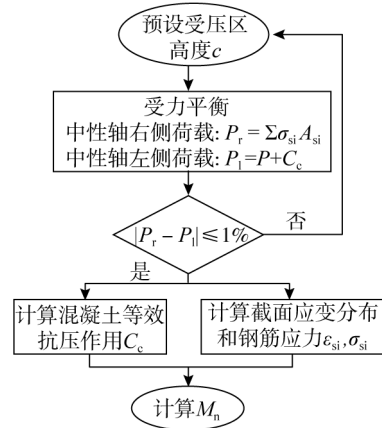 预设受压区
高度c
受力平衡
中性轴右侧荷载: Pr = Σσsi Asi
中性轴左侧荷载: Pl=P+Cc
|Pr－Pl|≤1%
否
是
计算混凝土等效
抗压作用Cc
计算截面应变分布
和钢筋应力εsi,σsi
计算Mn